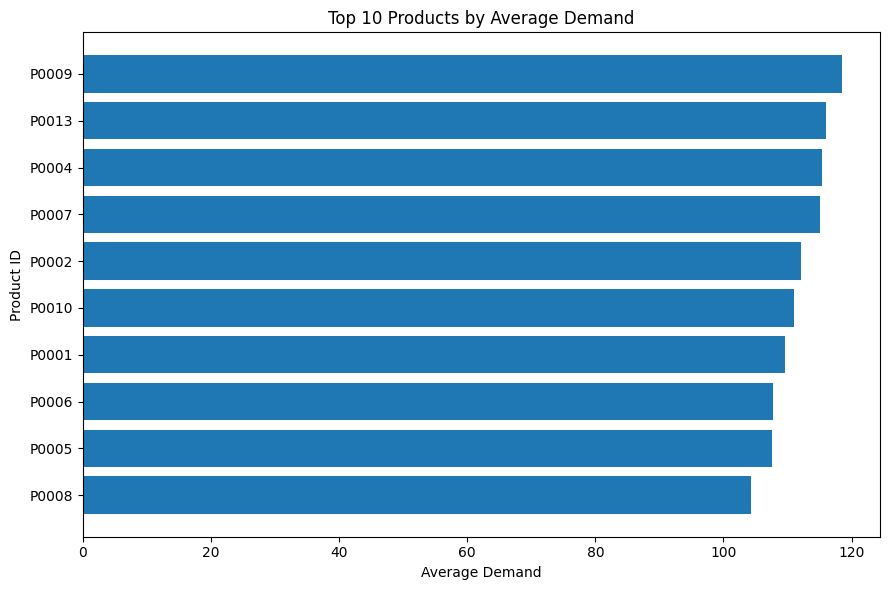 Top 10 Products by Average Demand
Product ID
P0009
P0013
P0004
P0007
P0002
P0010
P0001
P0006
P0005
P0008
0 20 40 60 80 100 120
Average Demand